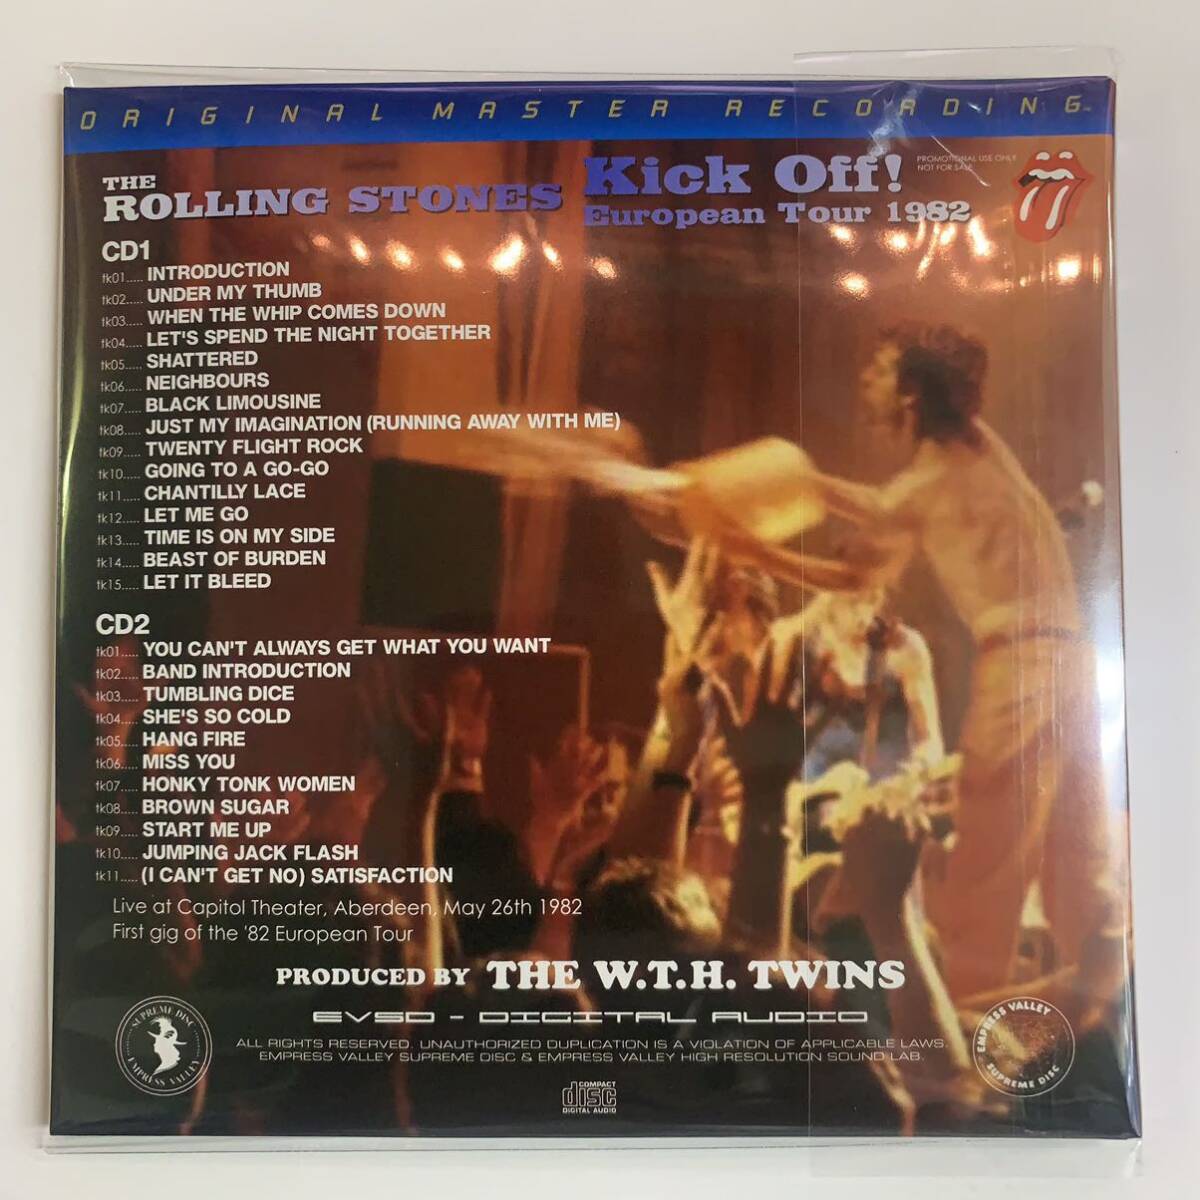 ORIGINAL MASTER RECORDING™
THE
ROLLING STONES
Kick Off!
European Tour 1982
PROMOTIONAL USE ONLY
NOT FOR SALE
CD1
tk01..... INTRODUCTION
tk02..... UNDER MY THUMB
tk03..... WHEN THE WHIP COMES DOWN
tk04..... LET'S SPEND THE NIGHT TOGETHER
tk05..... SHATTERED
tk06..... NEIGHBOURS
tk07..... BLACK LIMOUSINE
tk08..... JUST MY IMAGINATION (RUNNING AWAY WITH ME)
tk09..... TWENTY FLIGHT ROCK
tk10..... GOING TO A GO-GO
tk11..... CHANTILLY LACE
tk12..... LET ME GO
tk13..... TIME IS ON MY SIDE
tk14..... BEAST OF BURDEN
tk15..... LET IT BLEED
CD2
tk01..... YOU CAN'T ALWAYS GET WHAT YOU WANT
tk02..... BAND INTRODUCTION
tk03..... TUMBLING DICE
tk04..... SHE'S SO COLD
tk05..... HANG FIRE
tk06..... MISS YOU
tk07..... HONKY TONK WOMEN
tk08..... BROWN SUGAR
tk09..... START ME UP
tk10..... JUMPING JACK FLASH
tk11..... (I CAN'T GET NO) SATISFACTION
Live at Capitol Theater, Aberdeen, May 26th 1982
First gig of the '82 European Tour
PRODUCED BY THE W.T.H. TWINS
EVSD - DIGITAL AUDIO
ALL RIGHTS RESERVED. UNAUTHORIZED DUPLICATION IS A VIOLATION OF APPLICABLE LAWS.
EMPRESS VALLEY SUPREME DISC & EMPRESS VALLEY HIGH RESOLUTION SOUND LAB.
SUPREME DISC
EMPRESS VALLEY
EMPRESS VALLEY
SUPREME DISC
COMPACT
disc
DIGITAL AUDIO